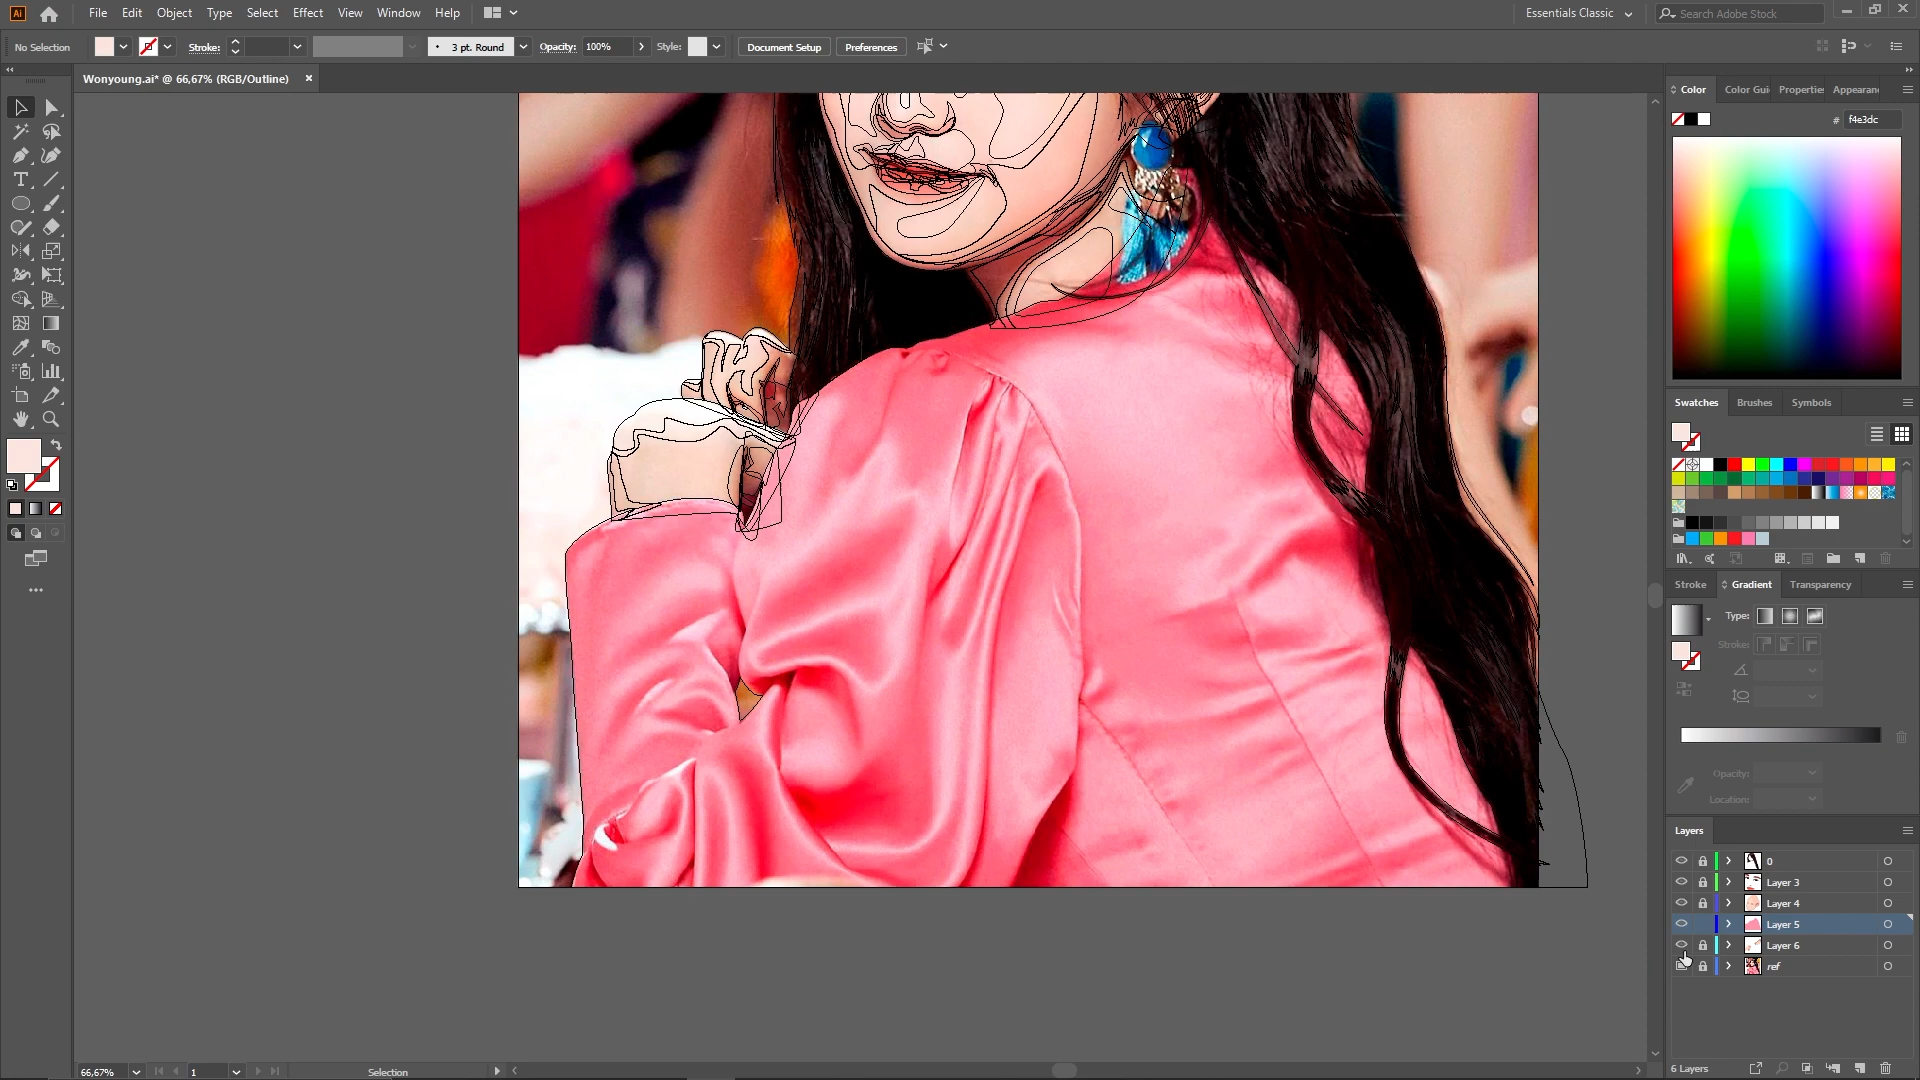 Ai File Edit Object Type Select Effect View Window Help Essentials Classic Search Adobe Stock
No Selection Stroke: 3 pt. Round Opacity: 100% Style: Document Setup Preferences
Wonyoung.ai* @ 66,67% (RGB/Outline) ×
Color Color Gui Properties Appearan
# f4e3dc
Swatches Brushes Symbols
Stroke Gradient Transparency
Type:
Stroke:
Opacity:
Location:
Layers
0
Layer 3
Layer 4
Layer 5
Layer 6
ref
66,67% 1 Selection 6 Layers